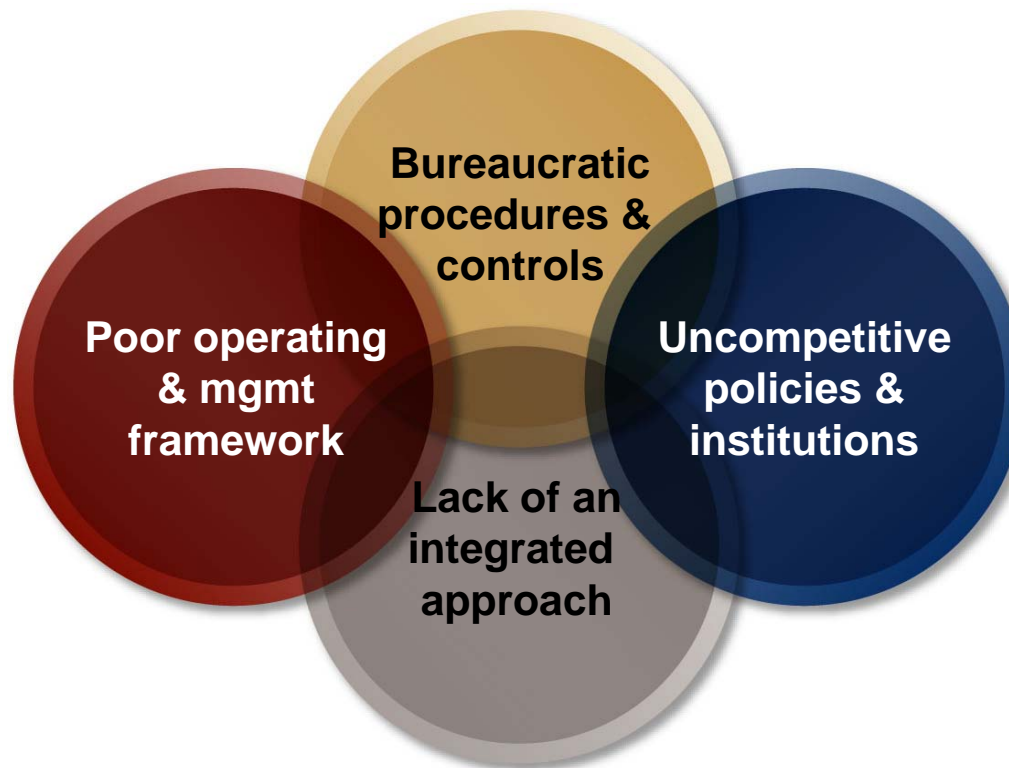 Bureaucratic
procedures &
controls
Poor operating
& mgmt
framework
Uncompetitive
policies &
institutions
Lack of an
integrated
approach